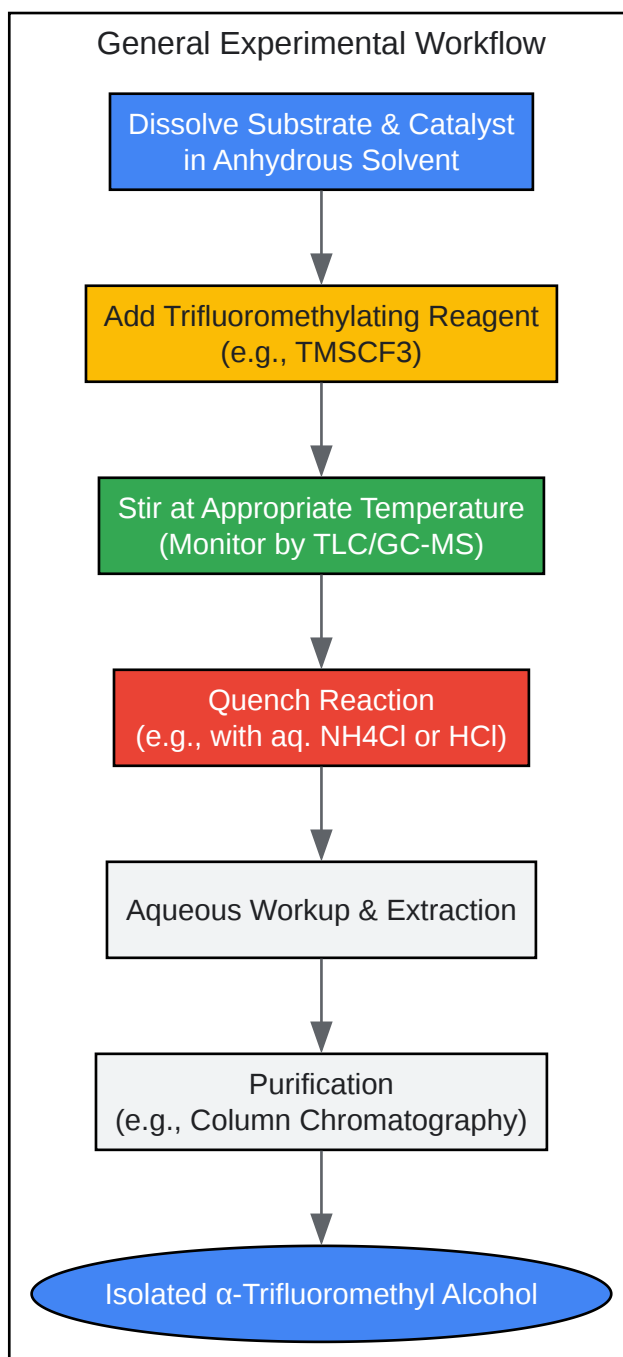 General Experimental Workflow
Dissolve Substrate & Catalyst
in Anhydrous Solvent
Add Trifluoromethylating Reagent
(e.g., TMSCF3)
Stir at Appropriate Temperature
(Monitor by TLC/GC-MS)
Quench Reaction
(e.g., with aq. NH4Cl or HCl)
Aqueous Workup & Extraction
Purification
(e.g., Column Chromatography)
Isolated α-Trifluoromethyl Alcohol